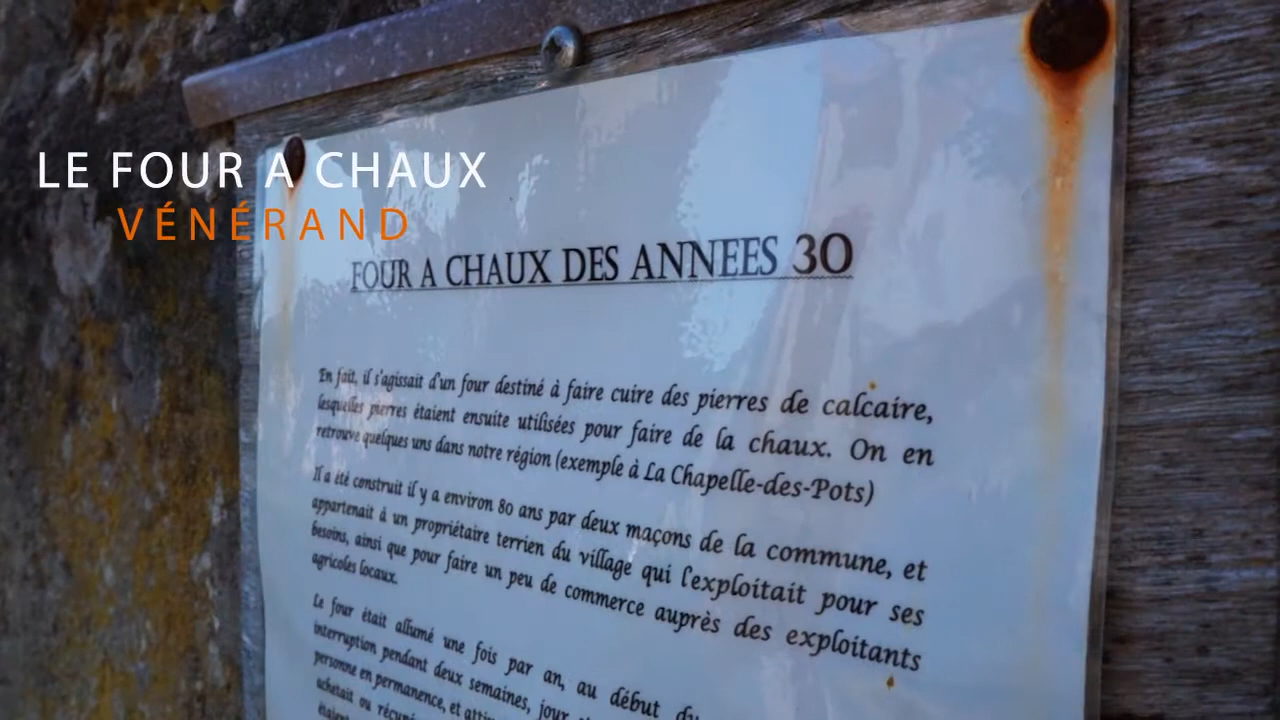 LE FOUR A CHAUX
VÉNÉRAND
FOUR A CHAUX DES ANNEES 30
En fait, il s'agissait d'un four destiné à faire cuire des pierres de calcaire,
lesquelles pierres étaient ensuite utilisées pour faire de la chaux. On en
retrouve quelques uns dans notre région (exemple à La Chapelle-des-Pots)
Il a été construit il y a environ 80 ans par deux maçons de la commune, et
appartenait à un propriétaire terrien du village qui l'exploitait pour ses
besoins, ainsi que pour faire un peu de commerce auprès des exploitants
agricoles locaux.
Le four était allumé une fois par an, au début du
interruption pendant deux semaines, jour
personne en permanence, et
achetait ou